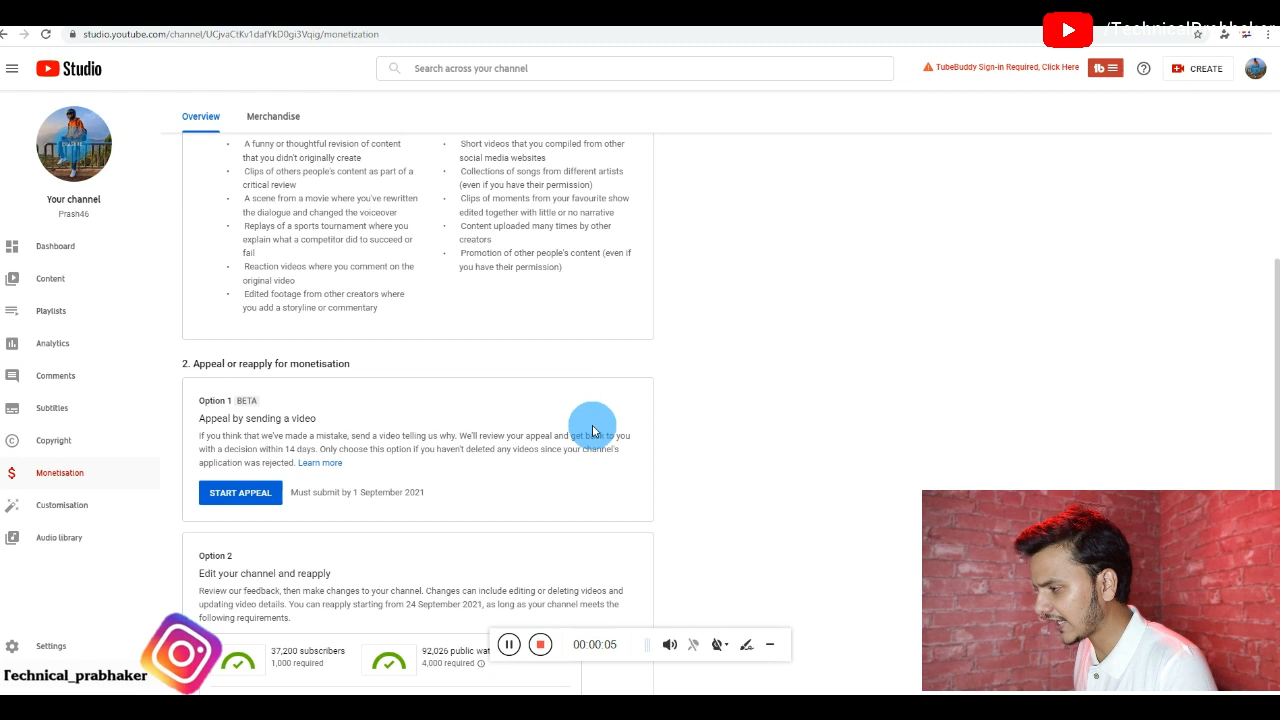 /TechnicalPrabhaker
studio.youtube.com/channel/UCjvaCtKv1dafYkD0gi3Vqig/monetization
Studio
Search across your channel
TubeBuddy Sign-in Required, Click Here
tb
CREATE
Overview
Merchandise
Your channel
Prash46
Dashboard
Content
Playlists
Analytics
Comments
Subtitles
Copyright
Monetisation
Customisation
Audio library
Settings
• A funny or thoughtful revision of content
that you didn't originally create
• Clips of others people's content as part of a
critical review
• A scene from a movie where you've rewritten
the dialogue and changed the voiceover
• Replays of a sports tournament where you
explain what a competitor did to succeed or
fail
• Reaction videos where you comment on the
original video
• Edited footage from other creators where
you add a storyline or commentary
• Short videos that you compiled from other
social media websites
• Collections of songs from different artists
(even if you have their permission)
• Clips of moments from your favourite show
edited together with little or no narrative
• Content uploaded many times by other
creators
• Promotion of other people's content (even if
you have their permission)
2. Appeal or reapply for monetisation
Option 1 BETA
Appeal by sending a video
If you think that we've made a mistake, send a video telling us why. We'll review your appeal and get back to you
with a decision within 14 days. Only choose this option if you haven't deleted any videos since your channel's
application was rejected. Learn more
START APPEAL Must submit by 1 September 2021
Option 2
Edit your channel and reapply
Review our feedback, then make changes to your channel. Changes can include editing or deleting videos and
updating video details. You can reapply starting from 24 September 2021, as long as your channel meets the
following requirements.
37,200 subscribers
1,000 required
92,026 public wat
4,000 required
00:00:05
Technical_prabhaker